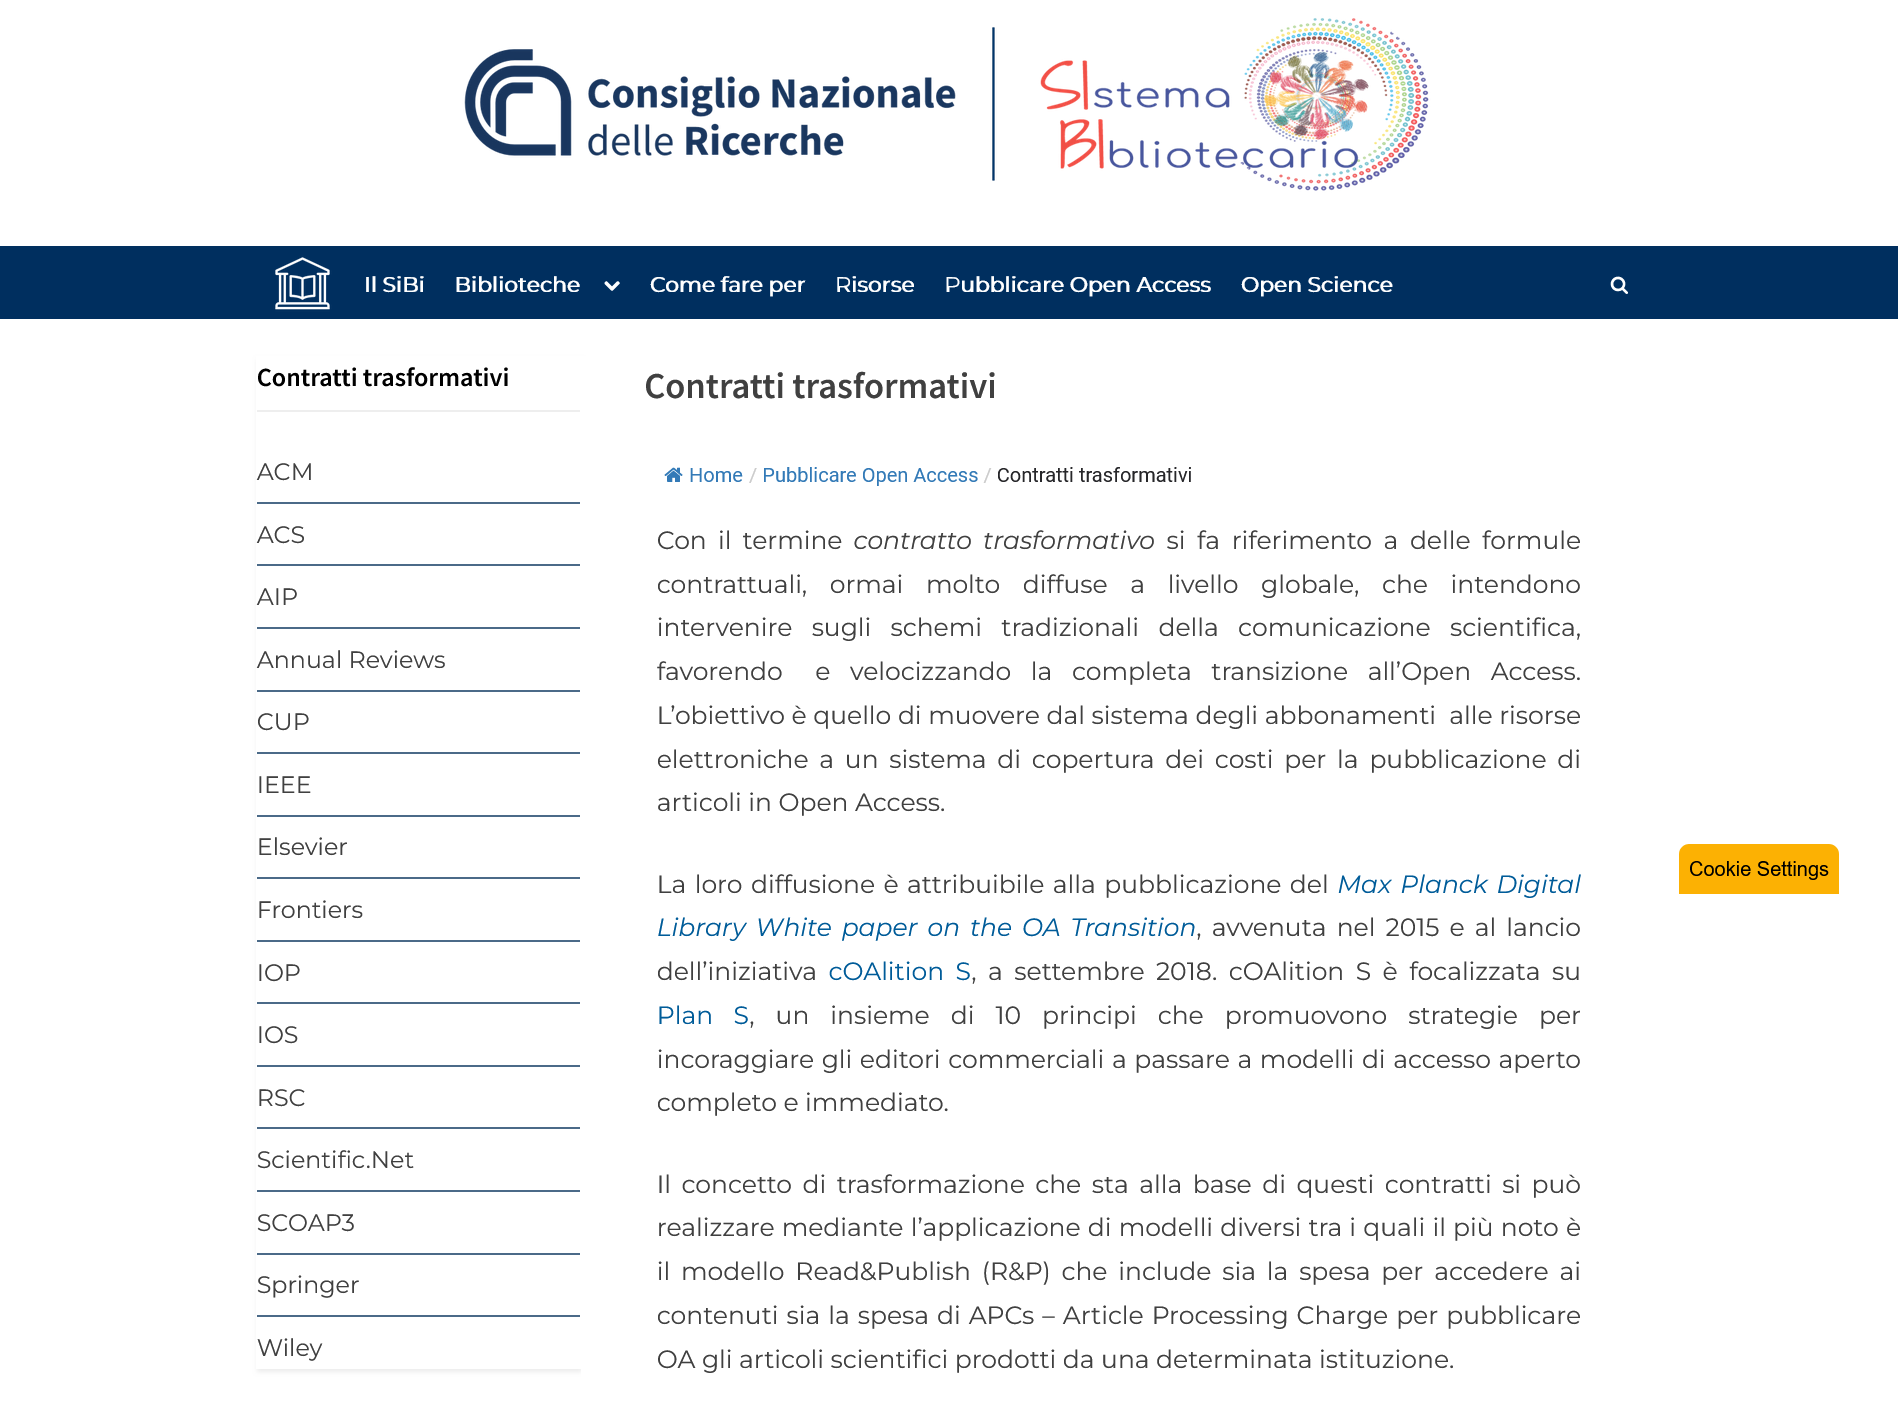 Consiglio Nazionale
delle Ricerche
SIstema
BIbliotecario
Il SiBi Biblioteche Come fare per Risorse Pubblicare Open Access Open Science
Contratti trasformativi
ACM
ACS
AIP
Annual Reviews
CUP
IEEE
Elsevier
Frontiers
IOP
IOS
RSC
Scientific.Net
SCOAP3
Springer
Wiley
Contratti trasformativi
Home / Pubblicare Open Access / Contratti trasformativi
Con il termine contratto trasformativo si fa riferimento a delle formule
contrattuali, ormai molto diffuse a livello globale, che intendono
intervenire sugli schemi tradizionali della comunicazione scientifica,
favorendo e velocizzando la completa transizione all’Open Access.
L’obiettivo è quello di muovere dal sistema degli abbonamenti alle risorse
elettroniche a un sistema di copertura dei costi per la pubblicazione di
articoli in Open Access.
La loro diffusione è attribuibile alla pubblicazione del Max Planck Digital
Library White paper on the OA Transition, avvenuta nel 2015 e al lancio
dell’iniziativa cOAlition S, a settembre 2018. cOAlition S è focalizzata su
Plan S, un insieme di 10 principi che promuovono strategie per
incoraggiare gli editori commerciali a passare a modelli di accesso aperto
completo e immediato.
Il concetto di trasformazione che sta alla base di questi contratti si può
realizzare mediante l’applicazione di modelli diversi tra i quali il più noto è
il modello Read&Publish (R&P) che include sia la spesa per accedere ai
contenuti sia la spesa di APCs – Article Processing Charge per pubblicare
OA gli articoli scientifici prodotti da una determinata istituzione.
Cookie Settings